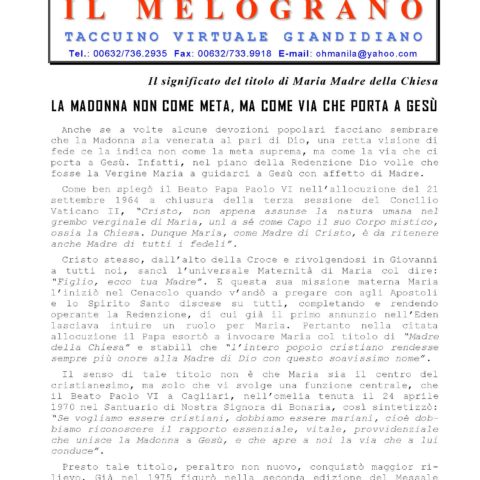 IL MELOGRANO
TACCUINO VIRTUALE GIANDIDIANO
Tel.: 00632/736.2935 Fax: 00632/733.9918 E-mail: ohmanila@yahoo.com
Il significato del titolo di Maria Madre della Chiesa
LA MADONNA NON COME META, MA COME VIA CHE PORTA A GESÙ
Anche se a volte alcune devozioni popolari facciano sembrare
che la Madonna sia venerata al pari di Dio, una retta visione di
fede ce la indica non come la meta suprema, ma come la via che ci
porta a Gesù. Infatti, nel piano della Redenzione Dio volle che
fosse la Vergine Maria a guidarci a Gesù con affetto di Madre.
Come ben spiegò il Beato Papa Paolo VI nell'allocuzione del 21
settembre 1964 a chiusura della terza sessione del Concilio
Vaticano II, "Cristo, non appena assunse la natura umana nel
grembo verginale di Maria, unì a sé come Capo il suo Corpo mistico,
ossia la Chiesa. Dunque Maria, come Madre di Cristo, è da ritenere
anche Madre di tutti i fedeli".
Cristo stesso, dall'alto della Croce e rivolgendosi in Giovanni
a tutti noi, sancì l'universale Maternità di Maria col dire:
"Figlio, ecco tua Madre". E questa sua missione materna Maria
l'iniziò nel Cenacolo quando v'andò a pregare con agli Apostoli
e lo Spirito Santo discese su tutti, completando e rendendo
operante la Redenzione, di cui già il primo annunzio nell'Eden
lasciava intuire un ruolo per Maria. Pertanto nella citata
allocuzione il Papa esortò a invocare Maria col titolo di "Madre
della Chiesa" e stabilì che "l'intero popolo cristiano rendesse
sempre più onore alla Madre di Dio con questo soavissimo nome".
Il senso di tale titolo non è che Maria sia il centro del
cristianesimo, ma solo che vi svolge una funzione centrale, che
il Beato Paolo VI a Cagliari, nell'omelia tenuta il 24 aprile
1970 nel Santuario di Nostra Signora di Bonaria, così sintetizzò:
"Se vogliamo essere cristiani, dobbiamo essere mariani, cioè dob-
biamo riconoscere il rapporto essenziale, vitale, provvidenziale
che unisce la Madonna a Gesù, e che apre a noi la via che a lui
conduce".
Presto tale titolo, peraltro non nuovo, conquistò maggior ri-
lievo. Già nel 1975 figurò nella seconda edizione del Messale